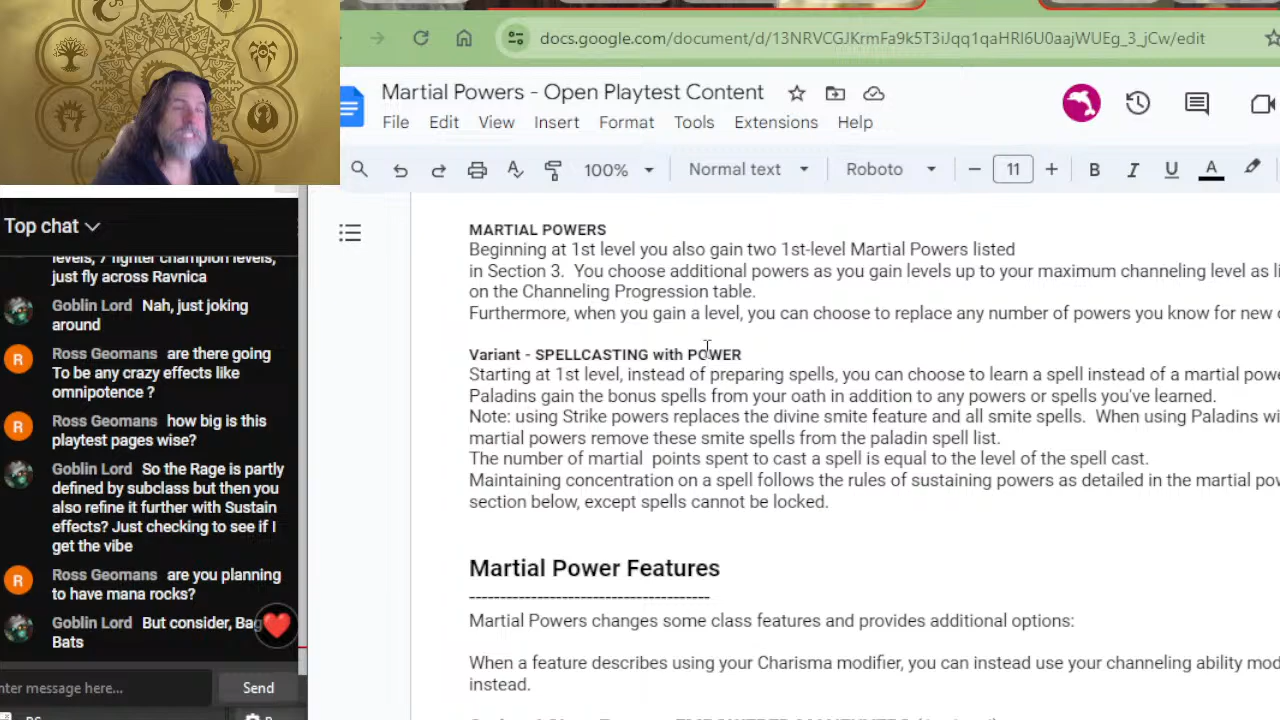 docs.google.com/document/d/13NRVCGJKrmFa9k5T3iJqq1qaHRl6U0aajWUEg_3_jCw/edit
Martial Powers - Open Playtest Content
File Edit View Insert Format Tools Extensions Help
100% Normal text Roboto 11 B I U A
Top chat
levels, 7 fighter champion levels,
just fly across Ravnica
Goblin Lord Nah, just joking
around
Ross Geomans are there going
To be any crazy effects like
omnipotence ?
Ross Geomans how big is this
playtest pages wise?
Goblin Lord So the Rage is partly
defined by subclass but then you
also refine it further with Sustain
effects? Just checking to see if I
get the vibe
Ross Geomans are you planning
to have mana rocks?
Goblin Lord But consider,
Bats
nter message here...
Send
MARTIAL POWERS
Beginning at 1st level you also gain two 1st-level Martial Powers listed
in Section 3. You choose additional powers as you gain levels up to your maximum channeling level as
on the Channeling Progression table.
Furthermore, when you gain a level, you can choose to replace any number of powers you know for new
Variant - SPELLCASTING with POWER
Starting at 1st level, instead of preparing spells, you can choose to learn a spell instead of a martial
Paladins gain the bonus spells from your oath in addition to any powers or spells you've learned.
Note: using Strike powers replaces the divine smite feature and all smite spells. When using Paladins
martial powers remove these smite spells from the paladin spell list.
The number of martial points spent to cast a spell is equal to the level of the spell cast.
Maintaining concentration on a spell follows the rules of sustaining powers as detailed in the martial
section below, except spells cannot be locked.
Martial Power Features
-------------------------------------
Martial Powers changes some class features and provides additional options:
When a feature describes using your Charisma modifier, you can instead use your channeling ability
instead.